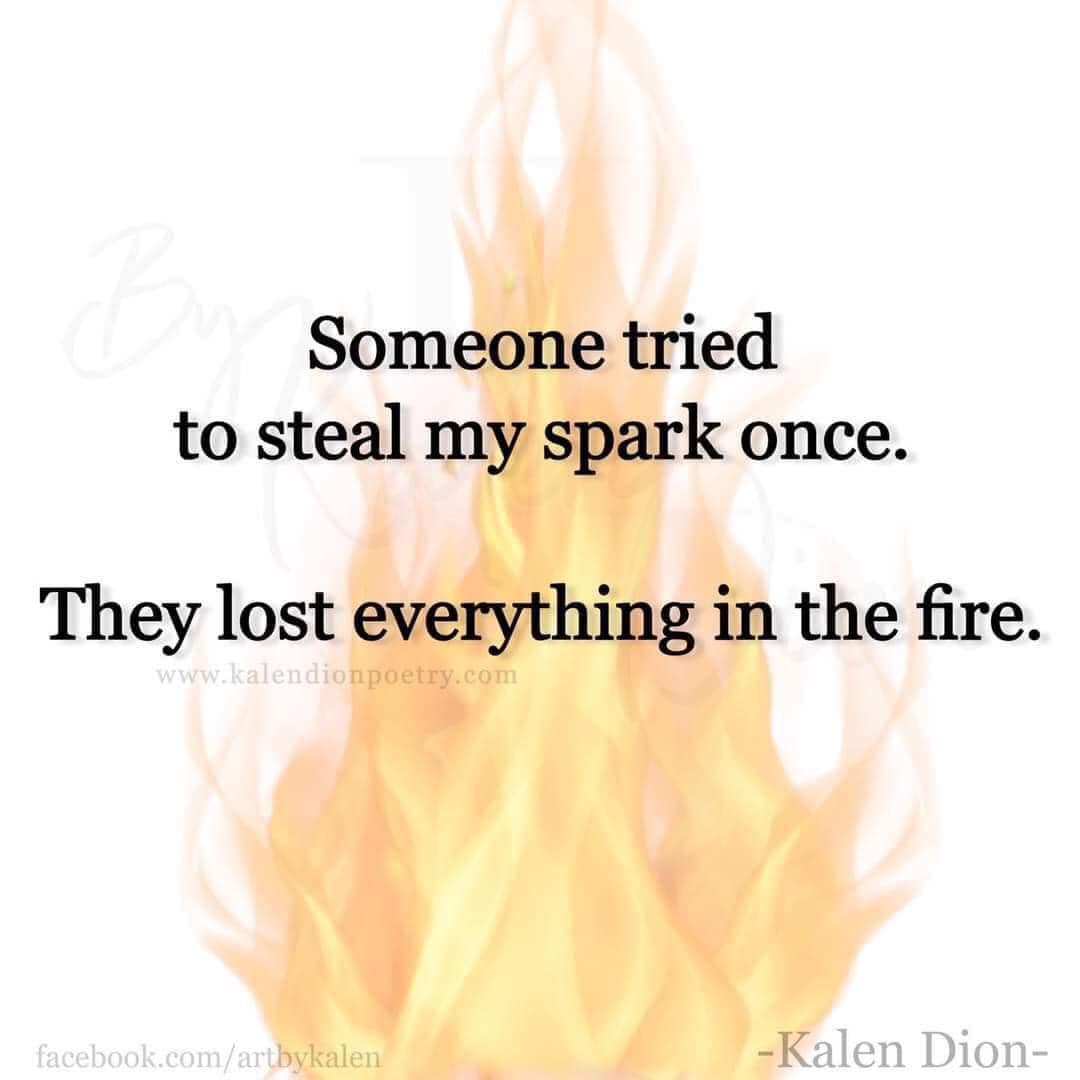 Someone tried
to steal my spark once.
They lost everything in the fire.
www.kalendionpoetry.com
facebook.com/artbykalen
-Kalen Dion-